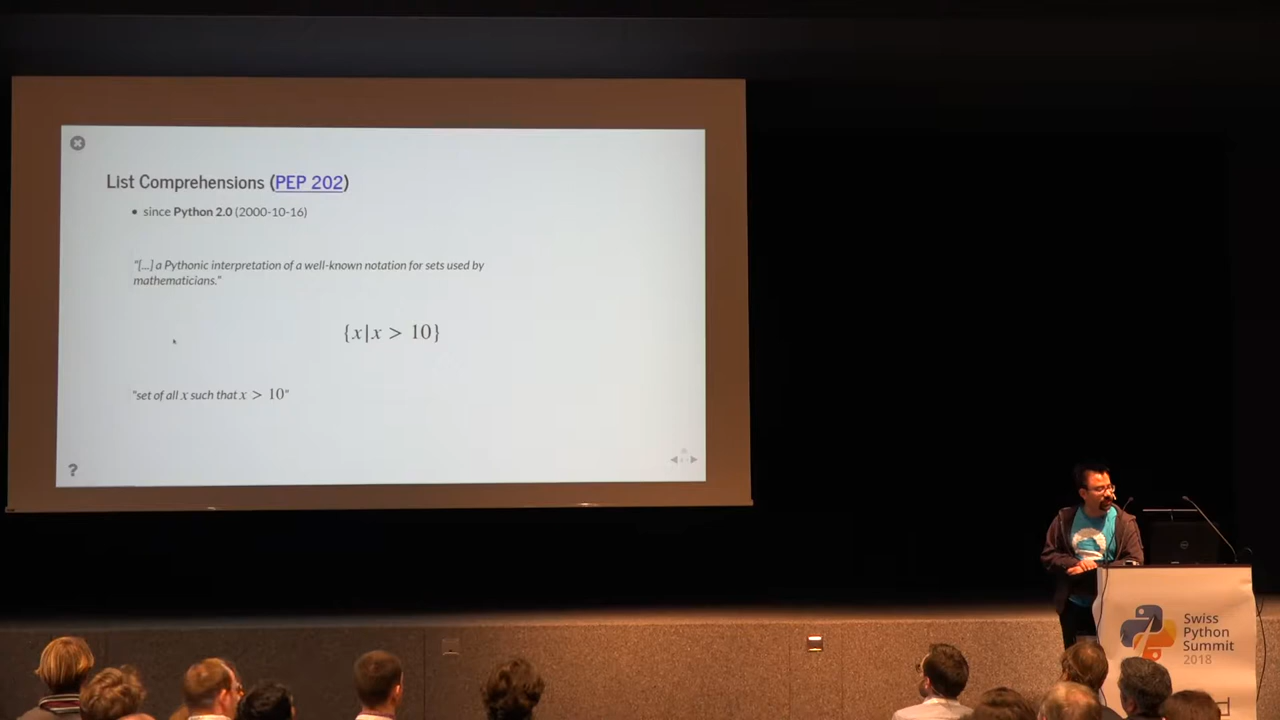 List Comprehensions (PEP 202)
• since Python 2.0 (2000-10-16)
"[...] a Pythonic interpretation of a well-known notation for sets used by
mathematicians."
{x|x > 10}
"set of all x such that x > 10"
?
Swiss
Python
Summit
2018